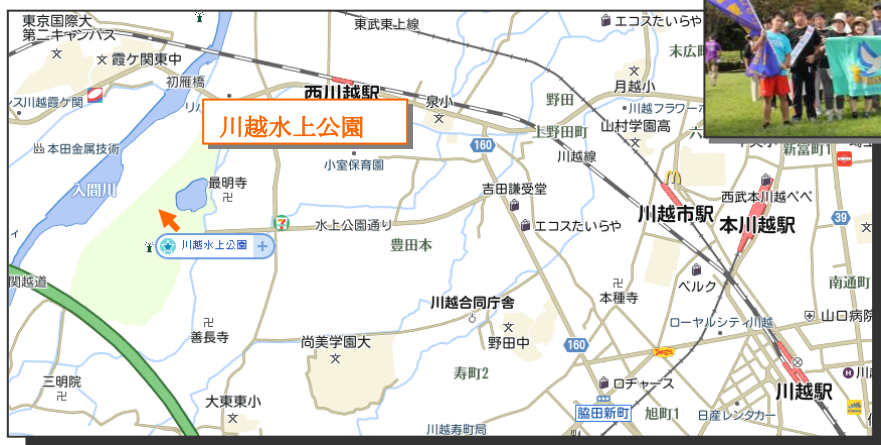 東京国際大
第二キャンパス
霞ケ関東中
初雁橋
東武東上線
エコスたいらや
末広
月越小
川越フラワー
西川越駅
泉小
野田
上野田町
山村学園高
六
ス川越霞ケ関
川越水上公園
160
川越線
新富町1
本田金属技術
小室保育園
最明寺
吉田謙受堂
西武本川越ぺぺ
入間川
川越市駅
本川越駅
39
7
水上公園通り
エコスたいらや
豊田本
川越水上公園
関越道
本種寺
ベルク
南通町
川越合同庁舎
ローヤルシティ川越
山口病院
善長寺
尚美学園大
野田中
160
寿町2
川越駅
三明院
ロヂャース
脇田新町
旭町1
日産レンタカー
大東東小
川越寿町局